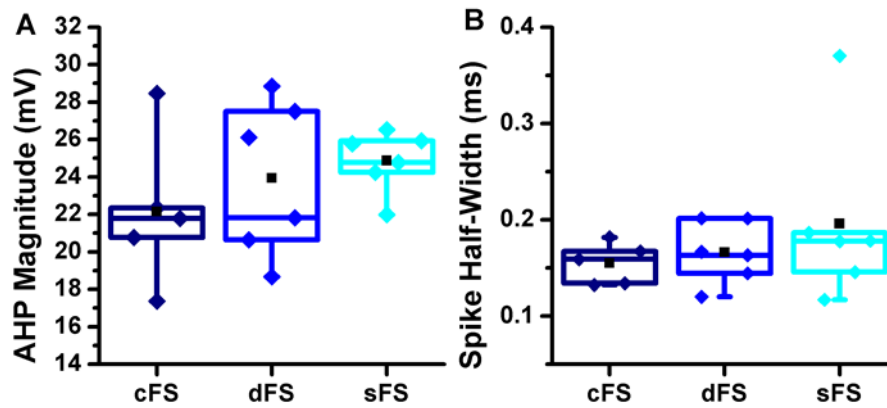 A
AHP Magnitude (mV)
32
30
28
26
24
22
20
18
16
14
cFS dFS sFS
B
Spike Half-Width (ms)
0.4
0.3
0.2
0.1
cFS dFS sFS